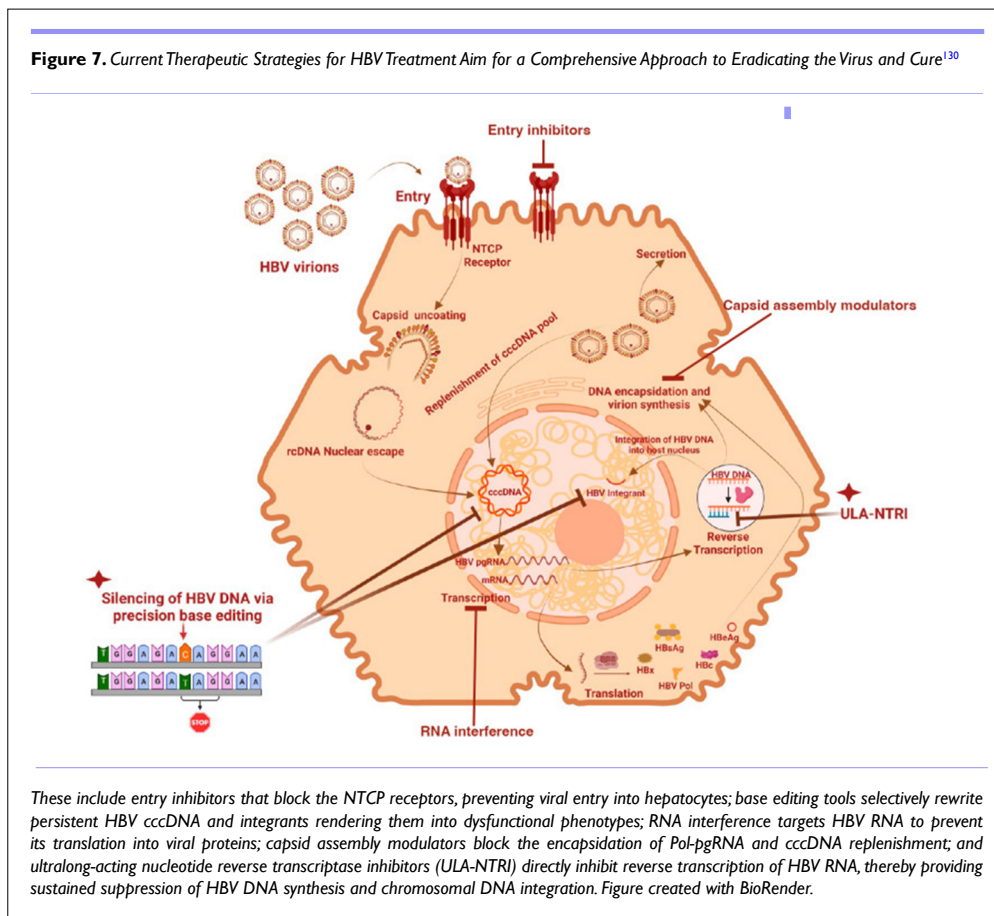 Figure 7. Current Therapeutic Strategies for HBV Treatment Aim for a Comprehensive Approach to Eradicating the Virus and Cure130
Entry inhibitors
Entry
NTCP
Receptor
HBV virions
Secretion
Capsid uncoating
Capsid assembly modulators
Replenishment of cccDNA pool
DNA encapsidation and
virion synthesis
rcDNA Nuclear escape
Integration of HBV DNA
into host nucleus
HBV DNA
cccDNA
HBV Integrant
ULA-NTRI
Reverse
Transcription
HBV pgRNA
mRNA
Silencing of HBV DNA via
precision base editing
Transcription
T G G A G A C A G G A A
T G G A G A T A G G A A
STOP
HBsAg
HBeAg
HBx
HBc
HBV Pol
Translation
RNA interference
These include entry inhibitors that block the NTCP receptors, preventing viral entry into hepatocytes; base editing tools selectively rewrite
persistent HBV cccDNA and integrants rendering them into dysfunctional phenotypes; RNA interference targets HBV RNA to prevent
its translation into viral proteins; capsid assembly modulators block the encapsidation of Pol-pgRNA and cccDNA replenishment; and
ultralong-acting nucleotide reverse transcriptase inhibitors (ULA-NTRI) directly inhibit reverse transcription of HBV RNA, thereby providing
sustained suppression of HBV DNA synthesis and chromosomal DNA integration. Figure created with BioRender.